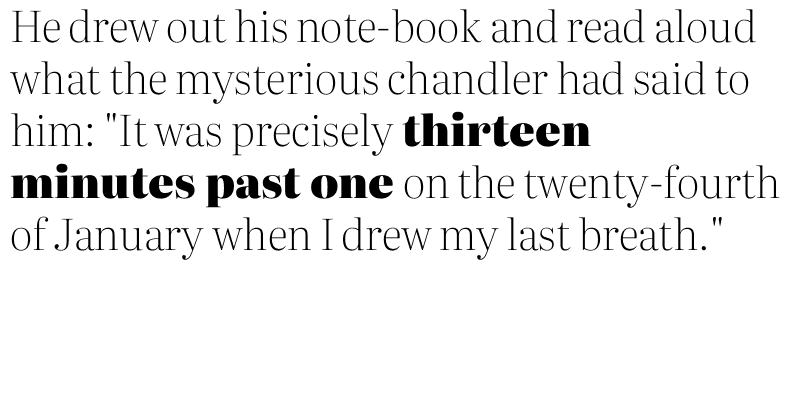 He drew out his note-book and read aloud
what the mysterious chandler had said to
him: "It was precisely thirteen
minutes past one on the twenty-fourth
of January when I drew my last breath."